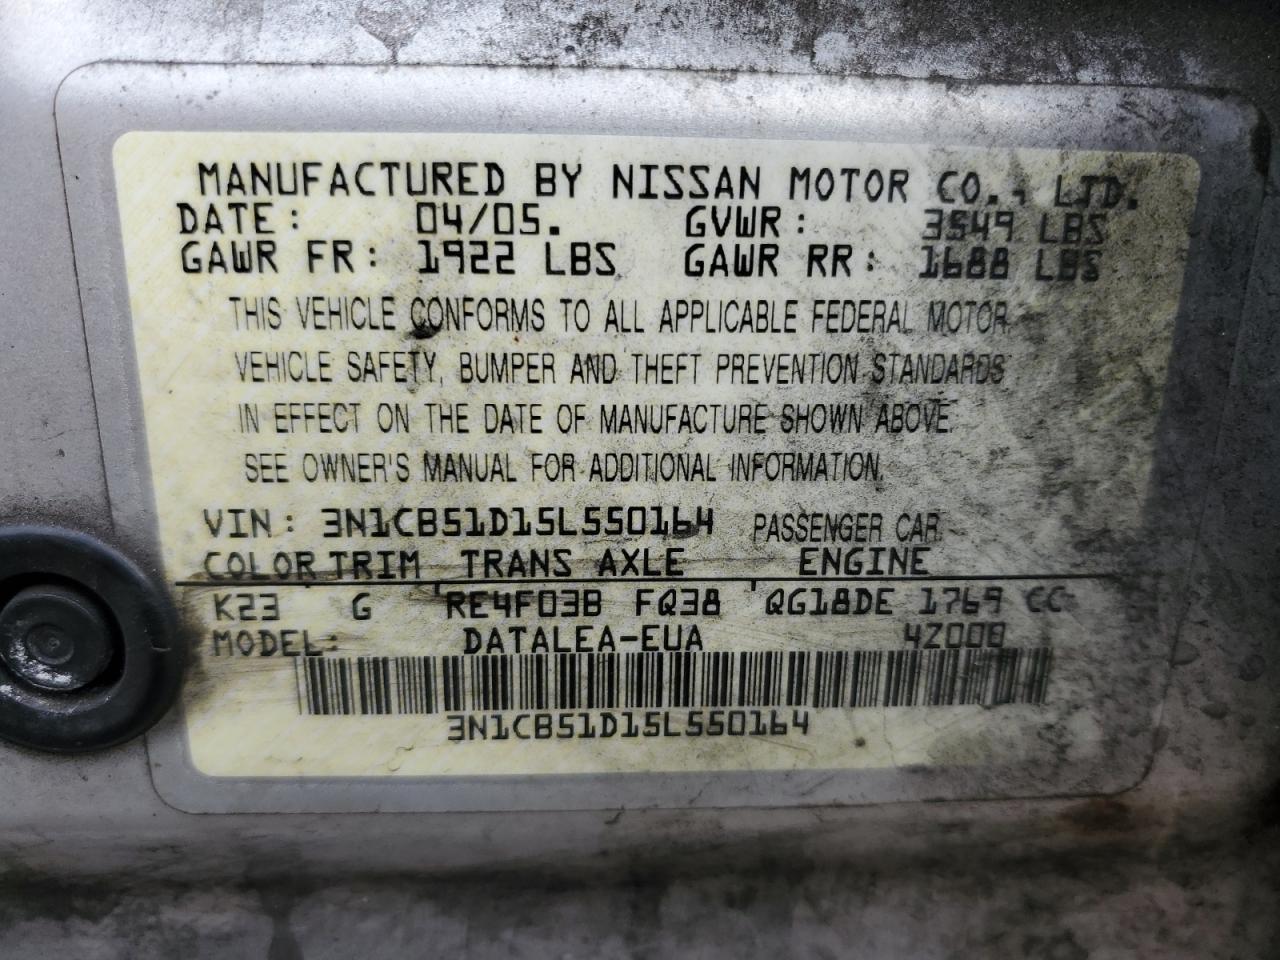 MANUFACTURED BY NISSAN MOTOR CO., LTD.
DATE: 04/05. GVWR: 3549 LBS
GAWR FR: 1922 LBS GAWR RR: 1688 LBS
THIS VEHICLE CONFORMS TO ALL APPLICABLE FEDERAL MOTOR
VEHICLE SAFETY, BUMPER AND THEFT PREVENTION STANDARDS
IN EFFECT ON THE DATE OF MANUFACTURE SHOWN ABOVE.
SEE OWNER'S MANUAL FOR ADDITIONAL INFORMATION.
VIN: 3N1CB51D15L550164 PASSENGER CAR
COLOR TRIM TRANS AXLE ENGINE
K23 G RE4F03B FQ38 QG18DE 1769 CC
MODEL: DATALEA-EUA 4Z000
3N1CB51D15L550164